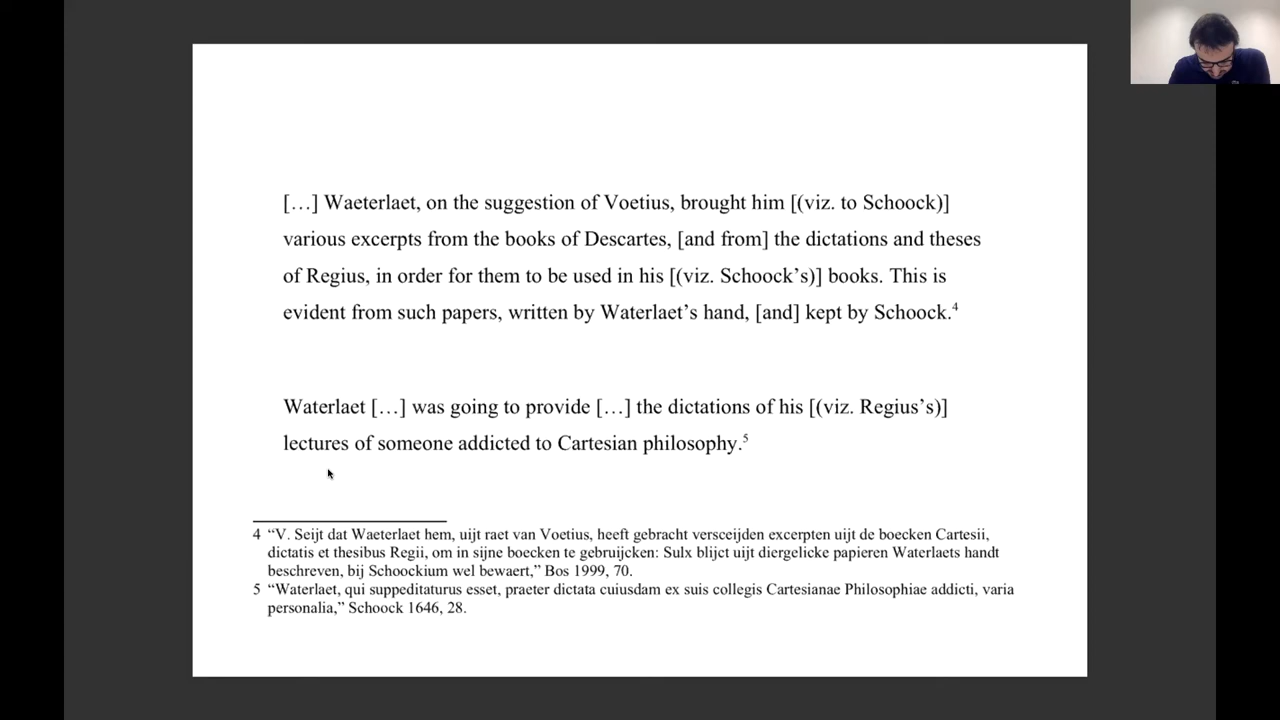 […] Waeterlaet, on the suggestion of Voetius, brought him [(viz. to Schoock)]
various excerpts from the books of Descartes, [and from] the dictations and theses
of Regius, in order for them to be used in his [(viz. Schoock’s)] books. This is
evident from such papers, written by Waterlaet’s hand, [and] kept by Schoock.4
Waterlaet […] was going to provide […] the dictations of his [(viz. Regius’s)]
lectures of someone addicted to Cartesian philosophy.5
4 “V. Seijt dat Waeterlaet hem, uijt raet van Voetius, heeft gebracht versceijden excerpten uijt de boecken Cartesii,
dictatis et thesibus Regii, om in sijne boecken te gebruijcken: Sulx blijct uijt diergelicke papieren Waterlaets handt
beschreven, bij Schoockium wel bewaert,” Bos 1999, 70.
5 “Waterlaet, qui suppeditaturus esset, praeter dictata cuiusdam ex suis collegis Cartesianae Philosophiae addicti, varia
personalia,” Schoock 1646, 28.